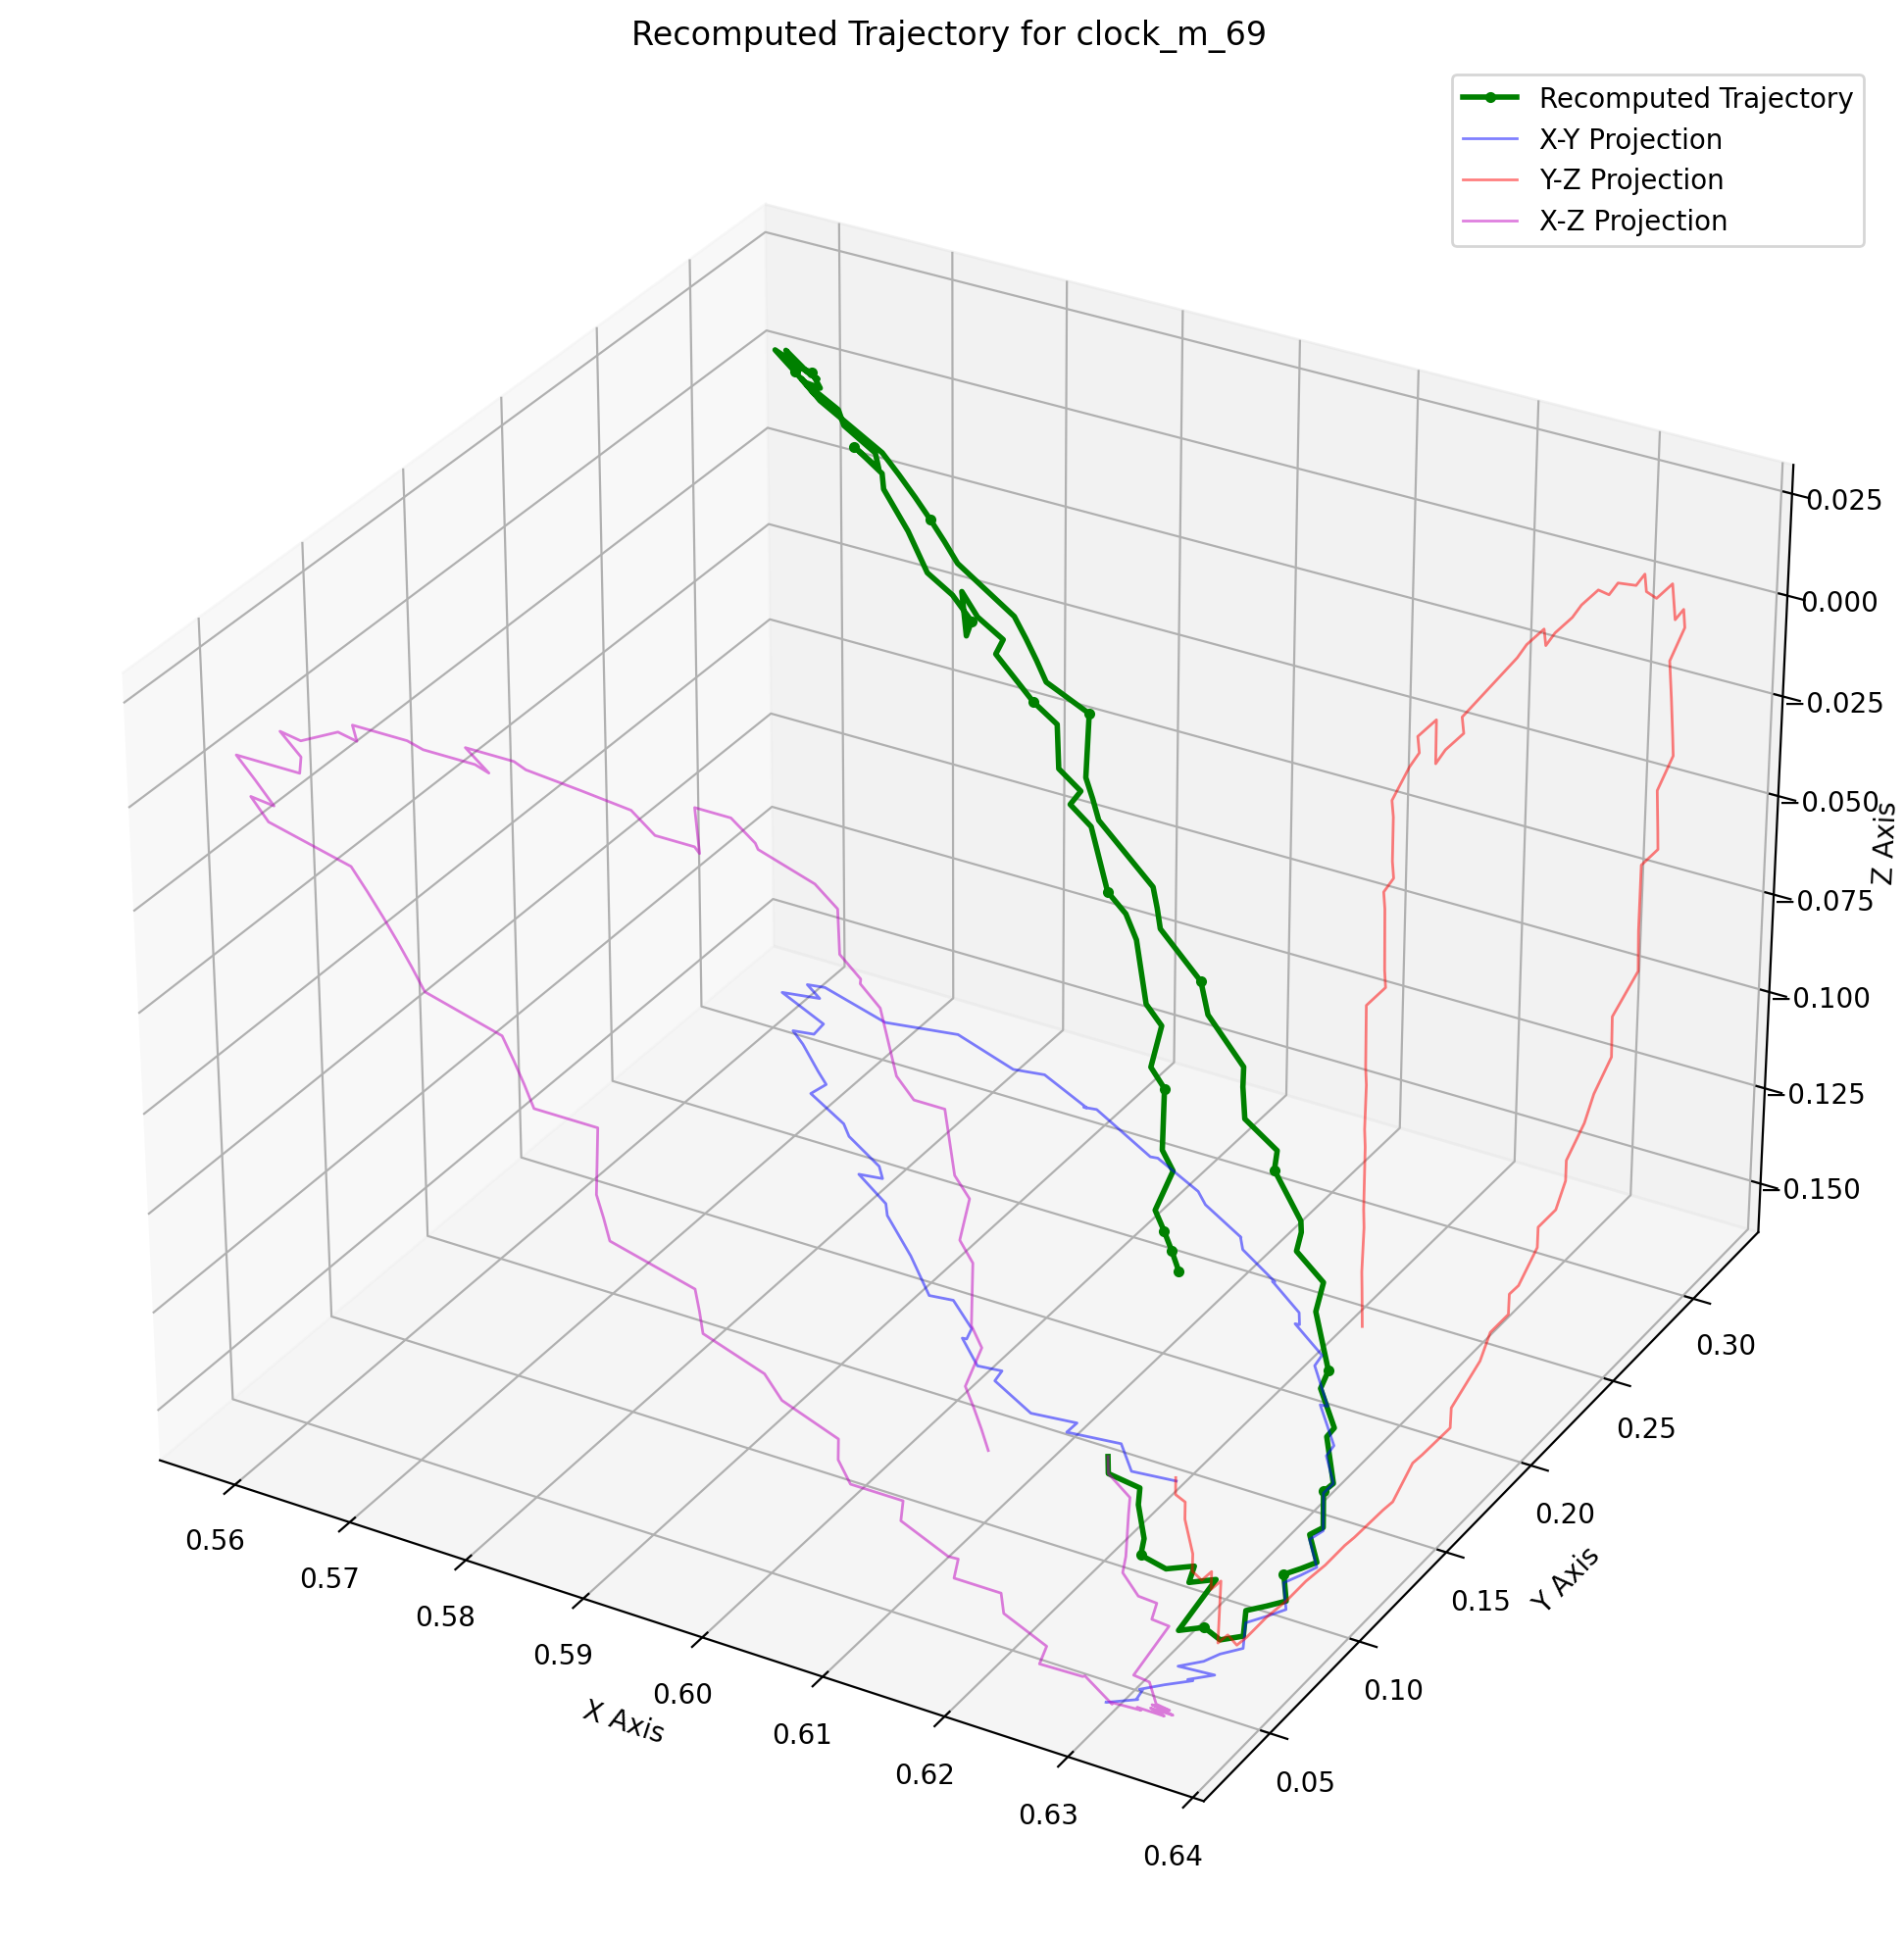 Recomputed Trajectory for clock_m_69
Recomputed Trajectory
X-Y Projection
Y-Z Projection
X-Z Projection
0.025
0.000
−0.025
−0.050
−0.075
−0.100
−0.125
−0.150
Z Axis
0.30
0.25
0.20
0.15
0.10
0.05
Y Axis
0.56
0.57
0.58
0.59
0.60
0.61
0.62
0.63
0.64
X Axis